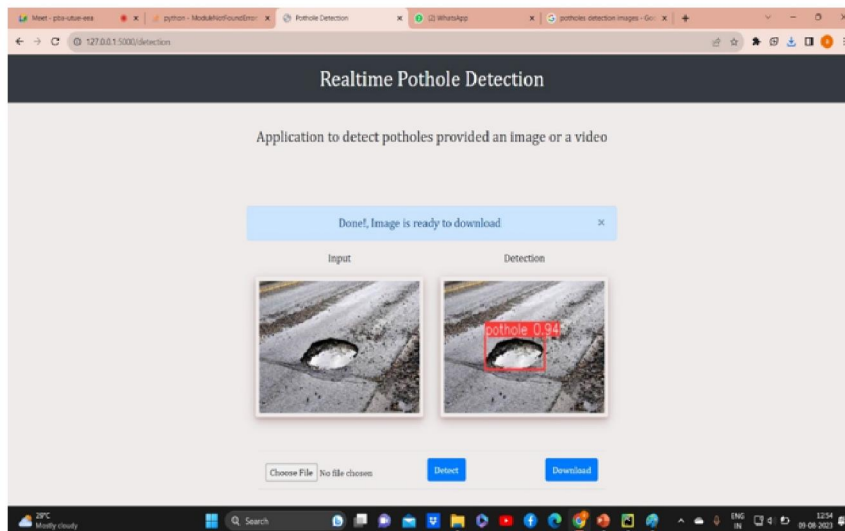 Meet - pbs-utue-eea
python - ModuleNotFoundError
Pothole Detection
(2) WhatsApp
potholes detection images - Goo
127.0.0.1:5000/detection
Realtime Pothole Detection
Application to detect potholes provided an image or a video
Done!, Image is ready to download
×
Input
Detection
pothole 0.94
Choose File No file chosen
Detect
Download
29°C
Mostly cloudy
Search
ENG
IN
12:54
09-08-2023